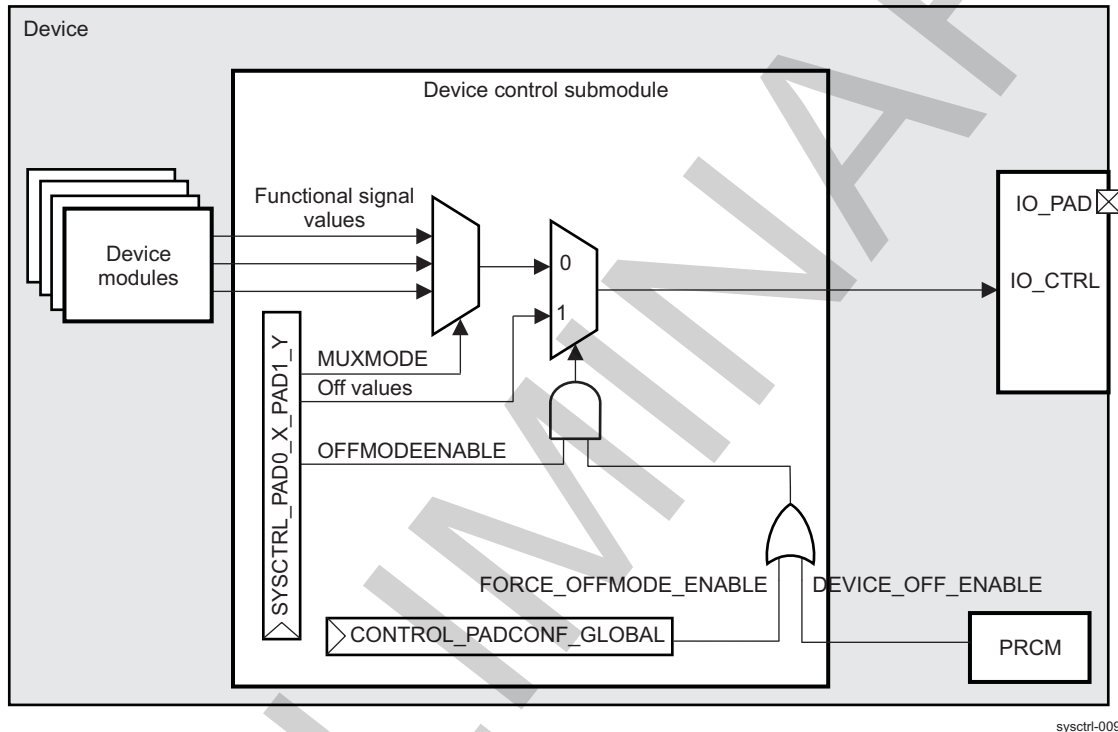 Device
Device control submodule
Functional signal
values
IO_PAD
Device
modules
0
IO_CTRL
1
MUXMODE
Off values
OFFMODEENABLE
SYSCTRL_PAD0_X_PAD1_Y
FORCE_OFFMODE_ENABLE
DEVICE_OFF_ENABLE
CONTROL_PADCONF_GLOBAL
PRCM
sysctrl-009